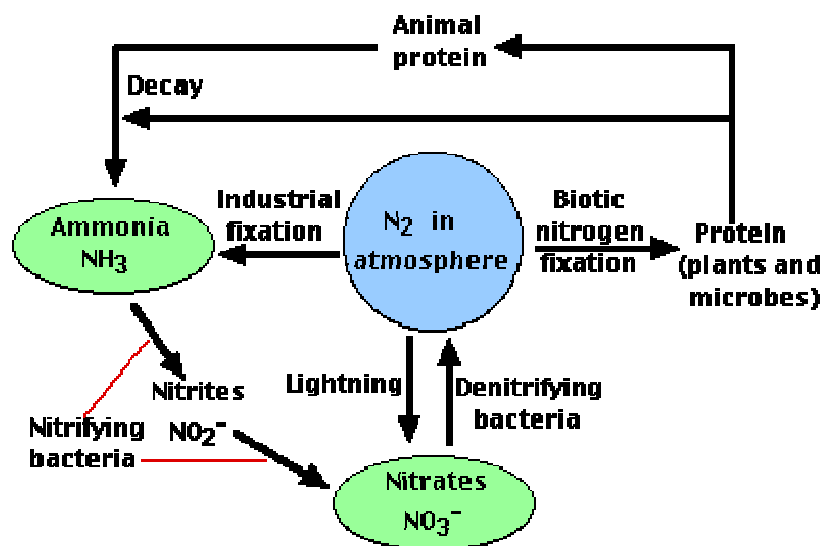 Animal
protein
Decay
Industrial
fixation
N2 in
atmosphere
Biotic
nitrogen
fixation
Protein
(plants and
microbes)
Ammonia
NH3
Lightning
Denitrifying
bacteria
Nitrites
NO2-
Nitrifying
bacteria
Nitrates
NO3-